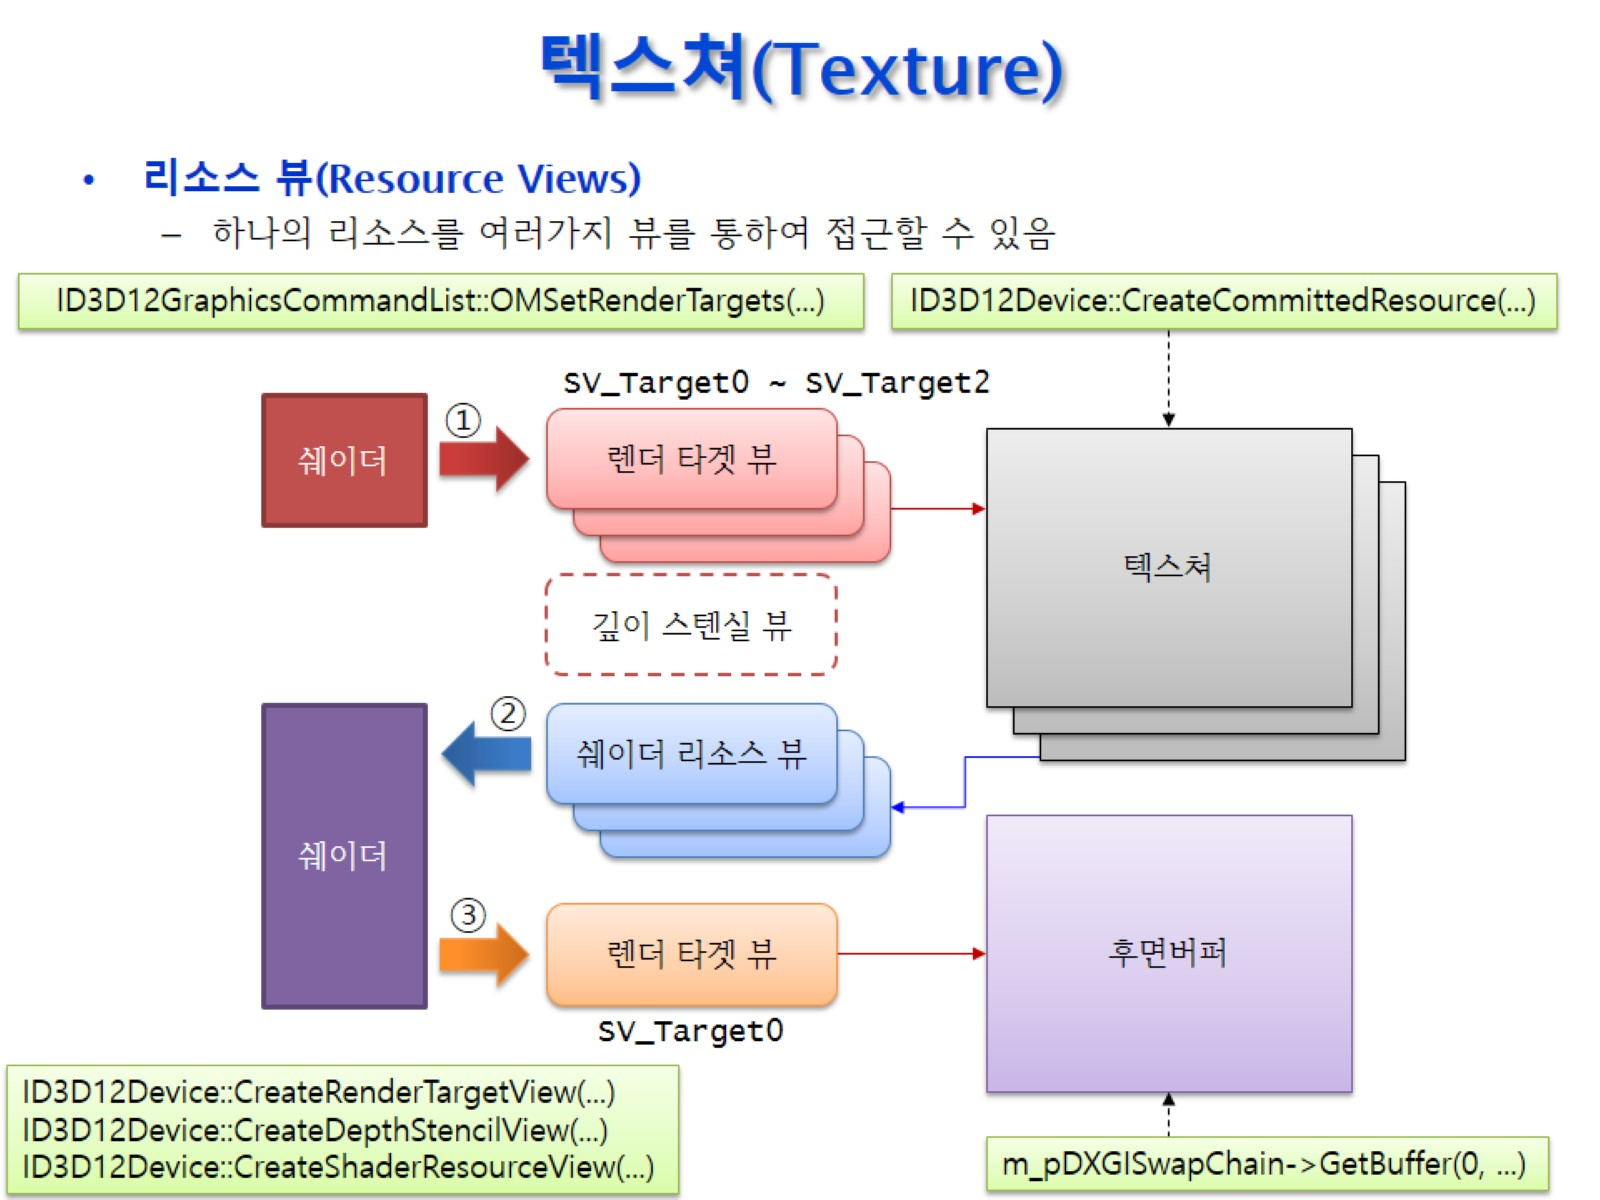 텍스쳐(Texture)
• 리소스 뷰(Resource Views)
– 하나의 리소스를 여러가지 뷰를 통하여 접근할 수 있음
ID3D12GraphicsCommandList::OMSetRenderTargets(...)
ID3D12Device::CreateCommittedResource(...)
SV_Target0 ~ SV_Target2
쉐이더
①
렌더 타겟 뷰
텍스쳐
깊이 스텐실 뷰
②
쉐이더 리소스 뷰
쉐이더
③
렌더 타겟 뷰
후면버퍼
SV_Target0
ID3D12Device::CreateRenderTargetView(...)
ID3D12Device::CreateDepthStencilView(...)
ID3D12Device::CreateShaderResourceView(...)
m_pDXGISwapChain->GetBuffer(0, ...)